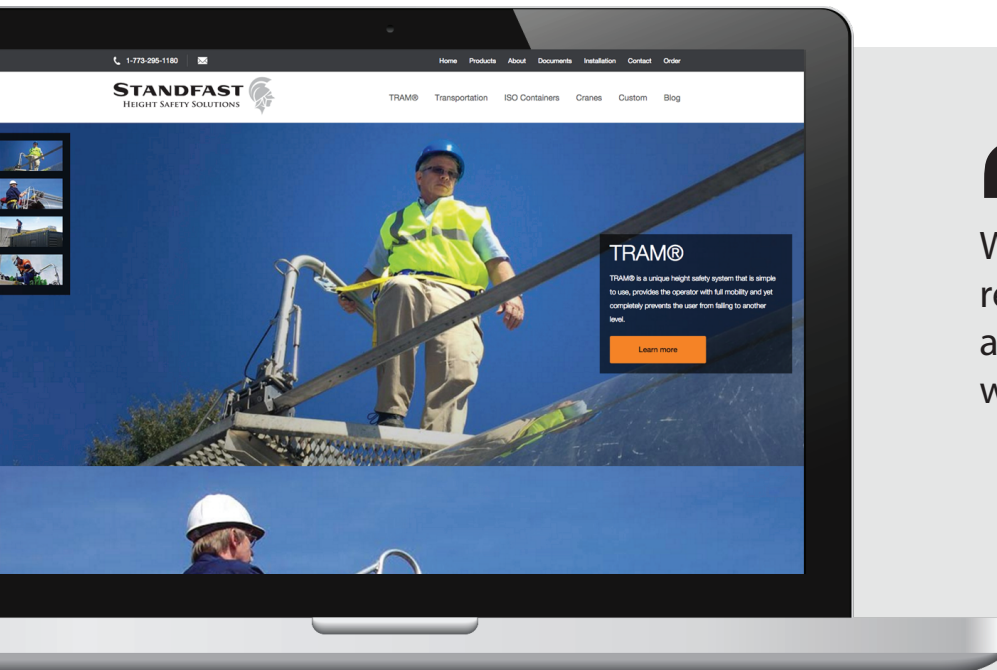 1-773-295-1180
Home Products About Documents Installation Contact Order
STANDFAST
HEIGHT SAFETY SOLUTIONS
TRAM® Transportation ISO Containers Cranes Custom Blog
TRAM®
TRAM® is a unique height safety system that is simple
to use, provides the operator with full mobility and yet
completely prevents the user from falling to another
level.
Learn more